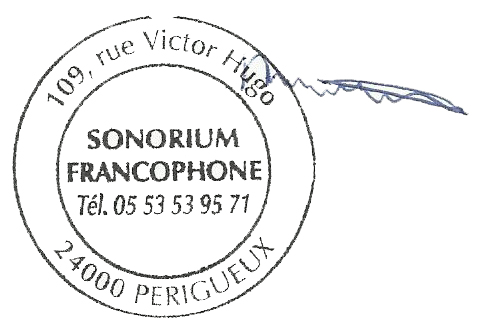 109, rue Victor Hugo
SONORIUM
FRANCOPHONE
Tél. 05 53 53 95 71
24000 PERIGUEUX